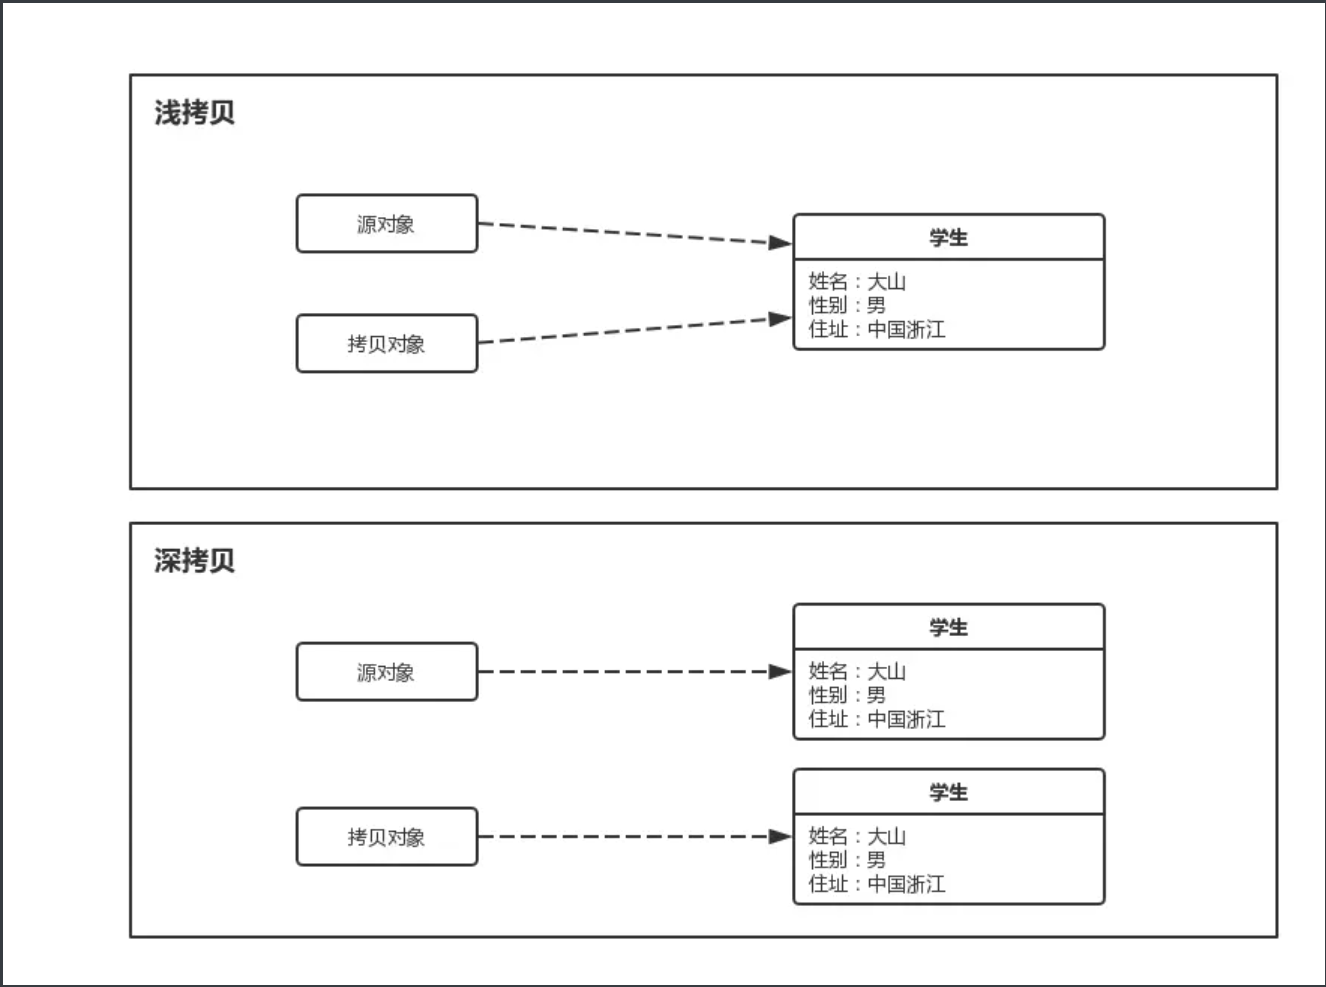 浅拷贝
源对象
拷贝对象
学生
姓名：大山
性别：男
住址：中国浙江
深拷贝
源对象
学生
姓名：大山
性别：男
住址：中国浙江
拷贝对象
学生
姓名：大山
性别：男
住址：中国浙江